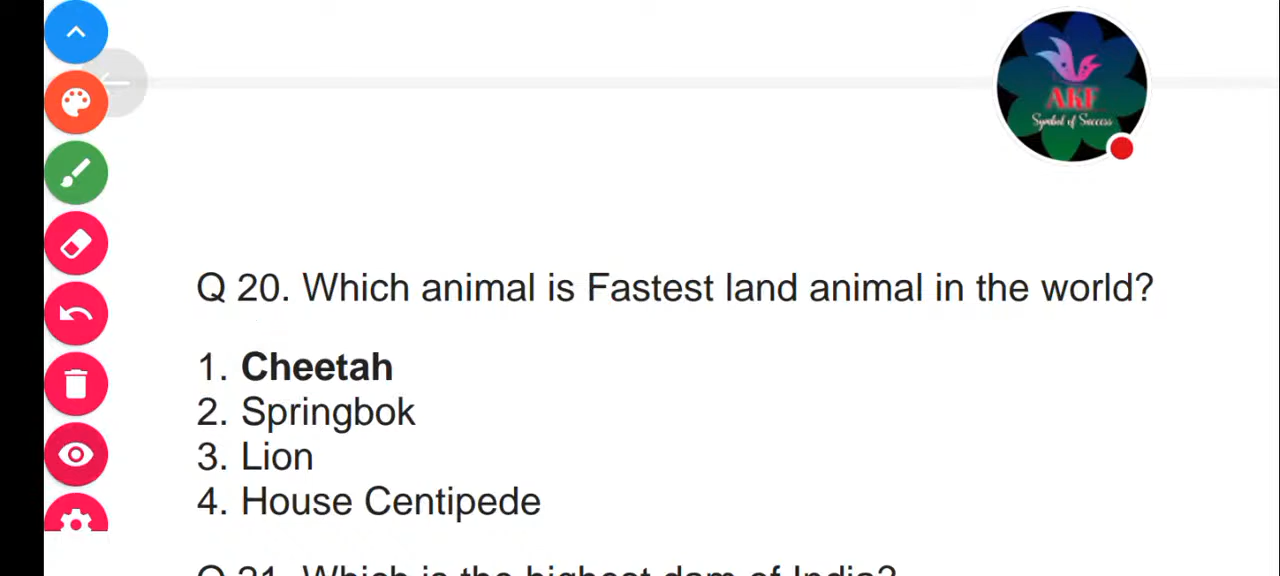 AKF
Symbol of Success
Q 20. Which animal is Fastest land animal in the world?
1. Cheetah
2. Springbok
3. Lion
4. House Centipede
Q 21. Which is the highest dam of India?